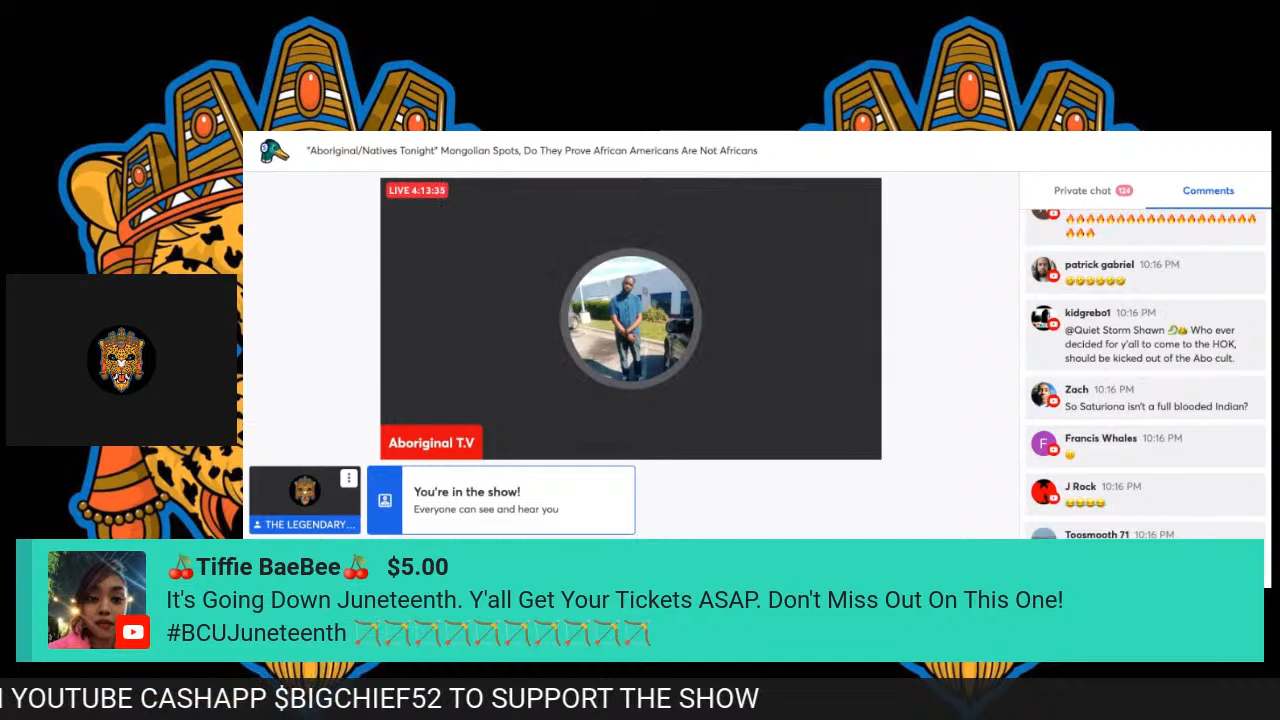 "Aboriginal/Natives Tonight" Mongolian Spots, Do They Prove African Americans Are Not Africans
LIVE 4:13:35
Aboriginal T.V
THE LEGENDARY...
You're in the show!
Everyone can see and hear you
Private chat 124
Comments
🔥🔥🔥🔥🔥🔥🔥🔥🔥🔥🔥🔥🔥🔥🔥🔥🔥🔥🔥
🔥🔥🔥
patrick gabriel 10:16 PM
🤣🤣🤣🤣🤣🤣
kidgrebo1 10:16 PM
@Quiet Storm Shawn Who ever
decided for y'all to come to the HOK,
should be kicked out of the Abo cult.
Zach 10:16 PM
So Saturiona isn't a full blooded Indian?
Francis Whales 10:16 PM
J Rock 10:16 PM
😂😂😂😂
Toosmooth 71 10:16 PM
🍒Tiffie BaeBee🍒 $5.00
It's Going Down Juneteenth. Y'all Get Your Tickets ASAP. Don't Miss Out On This One!
#BCUJuneteenth 🏹🏹🏹🏹🏹🏹🏹🏹🏹🏹
YOUTUBE CASHAPP $BIGCHIEF52 TO SUPPORT THE SHOW